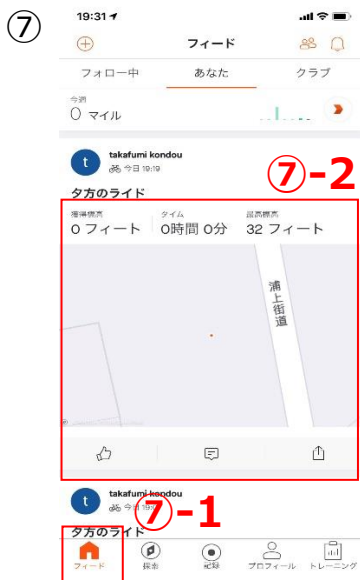 ⑦
19:31
フィード
フォロー中 あなた クラブ
今週
0 マイル
t
takafumi kondou
今日 19:19
⑦-2
夕方のライド
獲得標高 タイム 最高標高
0 フィート 0時間 0分 32 フィート
浦上街道
t
takafumi kondou
今日 19
⑦-1
夕方のライド
フィード 探索 記録 プロフィール トレーニング